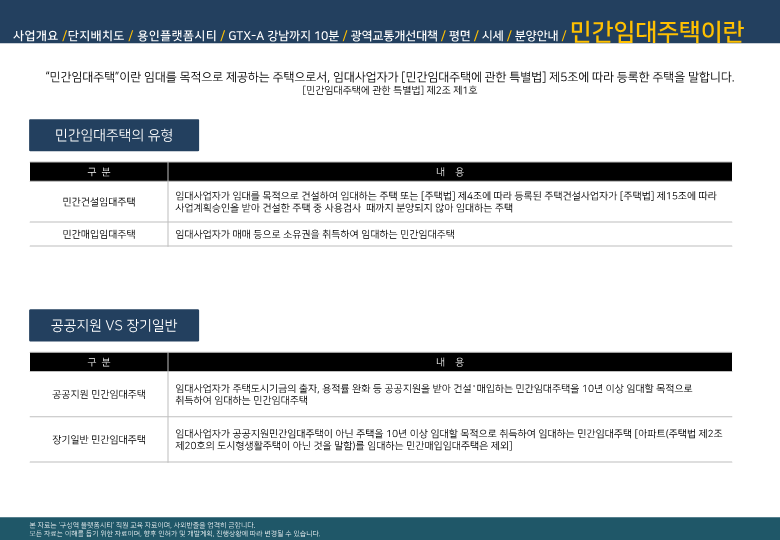 사업개요 /단지배치도 / 용인플랫폼시티 / GTX-A 강남까지 10분 / 광역교통개선대책 / 평면 / 시세 / 분양안내 / 민간임대주택이란
“민간임대주택”이란 임대를 목적으로 제공하는 주택으로서, 임대사업자가 [민간임대주택에 관한 특별법] 제5조에 따라 등록한 주택을 말합니다.
[민간임대주택에 관한 특별법] 제2조 제1호
민간임대주택의 유형
구 분 내 용
민간건설임대주택 임대사업자가 임대를 목적으로 건설하여 임대하는 주택 또는 [주택법] 제4조에 따라 등록된 주택건설사업자가 [주택법] 제15조에 따라
사업계획승인을 받아 건설한 주택 중 사용검사 때까지 분양되지 않아 임대하는 주택
민간매입임대주택 임대사업자가 매매 등으로 소유권을 취득하여 임대하는 민간임대주택
공공지원 VS 장기일반
구 분 내 용
공공지원 민간임대주택 임대사업자가 주택도시기금의 출자, 용적률 완화 등 공공지원을 받아 건설‘매입하는 민간임대주택을 10년 이상 임대할 목적으로
취득하여 임대하는 민간임대주택
장기일반 민간임대주택 임대사업자가 공공지원민간임대주택이 아닌 주택을 10년 이상 임대할 목적으로 취득하여 임대하는 민간임대주택 [아파트(주택법 제2조
제20호의 도시형생활주택이 아닌 것을 말함)를 임대하는 민간매입임대주택은 제외]
본 자료는 '구성역 플랫폼시티' 직원 교육 자료이며, 사외반출을 엄격히 금합니다.
모든 자료는 이해를 돕기 위한 자료이며, 향후 인허가 및 개발계획, 진행상황에 따라 변경될 수 있습니다.